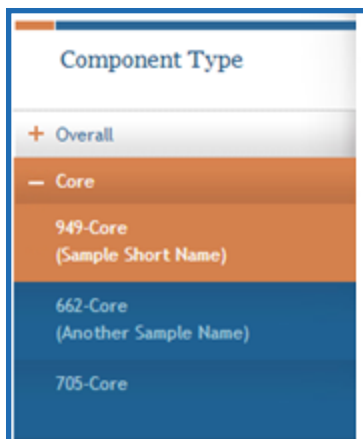 Component Type
+ Overall
– Core
949-Core
(Sample Short Name)
662-Core
(Another Sample Name)
705-Core